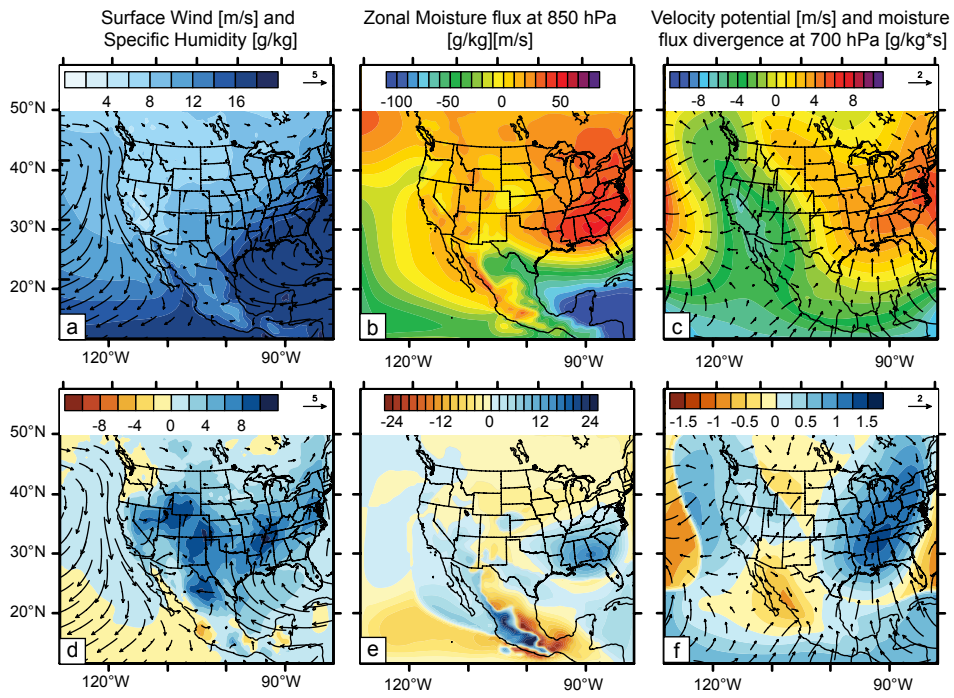 Surface Wind [m/s] and
Specific Humidity [g/kg]
Zonal Moisture flux at 850 hPa
[g/kg][m/s]
Velocity potential [m/s] and moisture
flux divergence at 700 hPa [g/kg*s]
4 8 12 16
5
-100 -50 0 50
-8 -4 0 4 8
2
50°N
40°N
30°N
20°N
a
b
c
120°W 90°W
120°W 90°W
120°W 90°W
-8 -4 0 4 8
5
-24 -12 0 12 24
-1.5 -1 -0.5 0 0.5 1 1.5
2
50°N
40°N
30°N
20°N
d
e
f
120°W 90°W
120°W 90°W
120°W 90°W